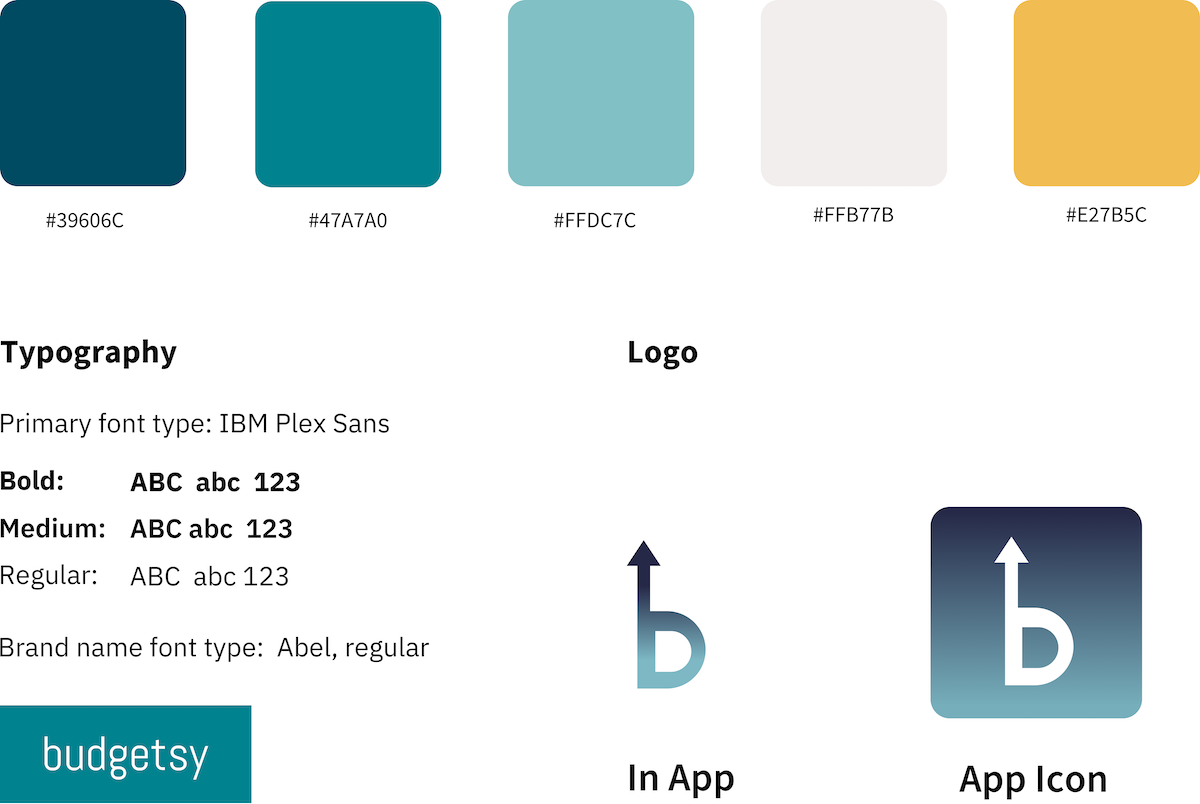 #39606C #47A7A0 #FFDC7C #FFB77B #E27B5C
Typography
Primary font type: IBM Plex Sans
Bold: ABC abc 123
Medium: ABC abc 123
Regular: ABC abc 123
Brand name font type: Abel, regular
budgetsy
Logo
b
b
In App
App Icon